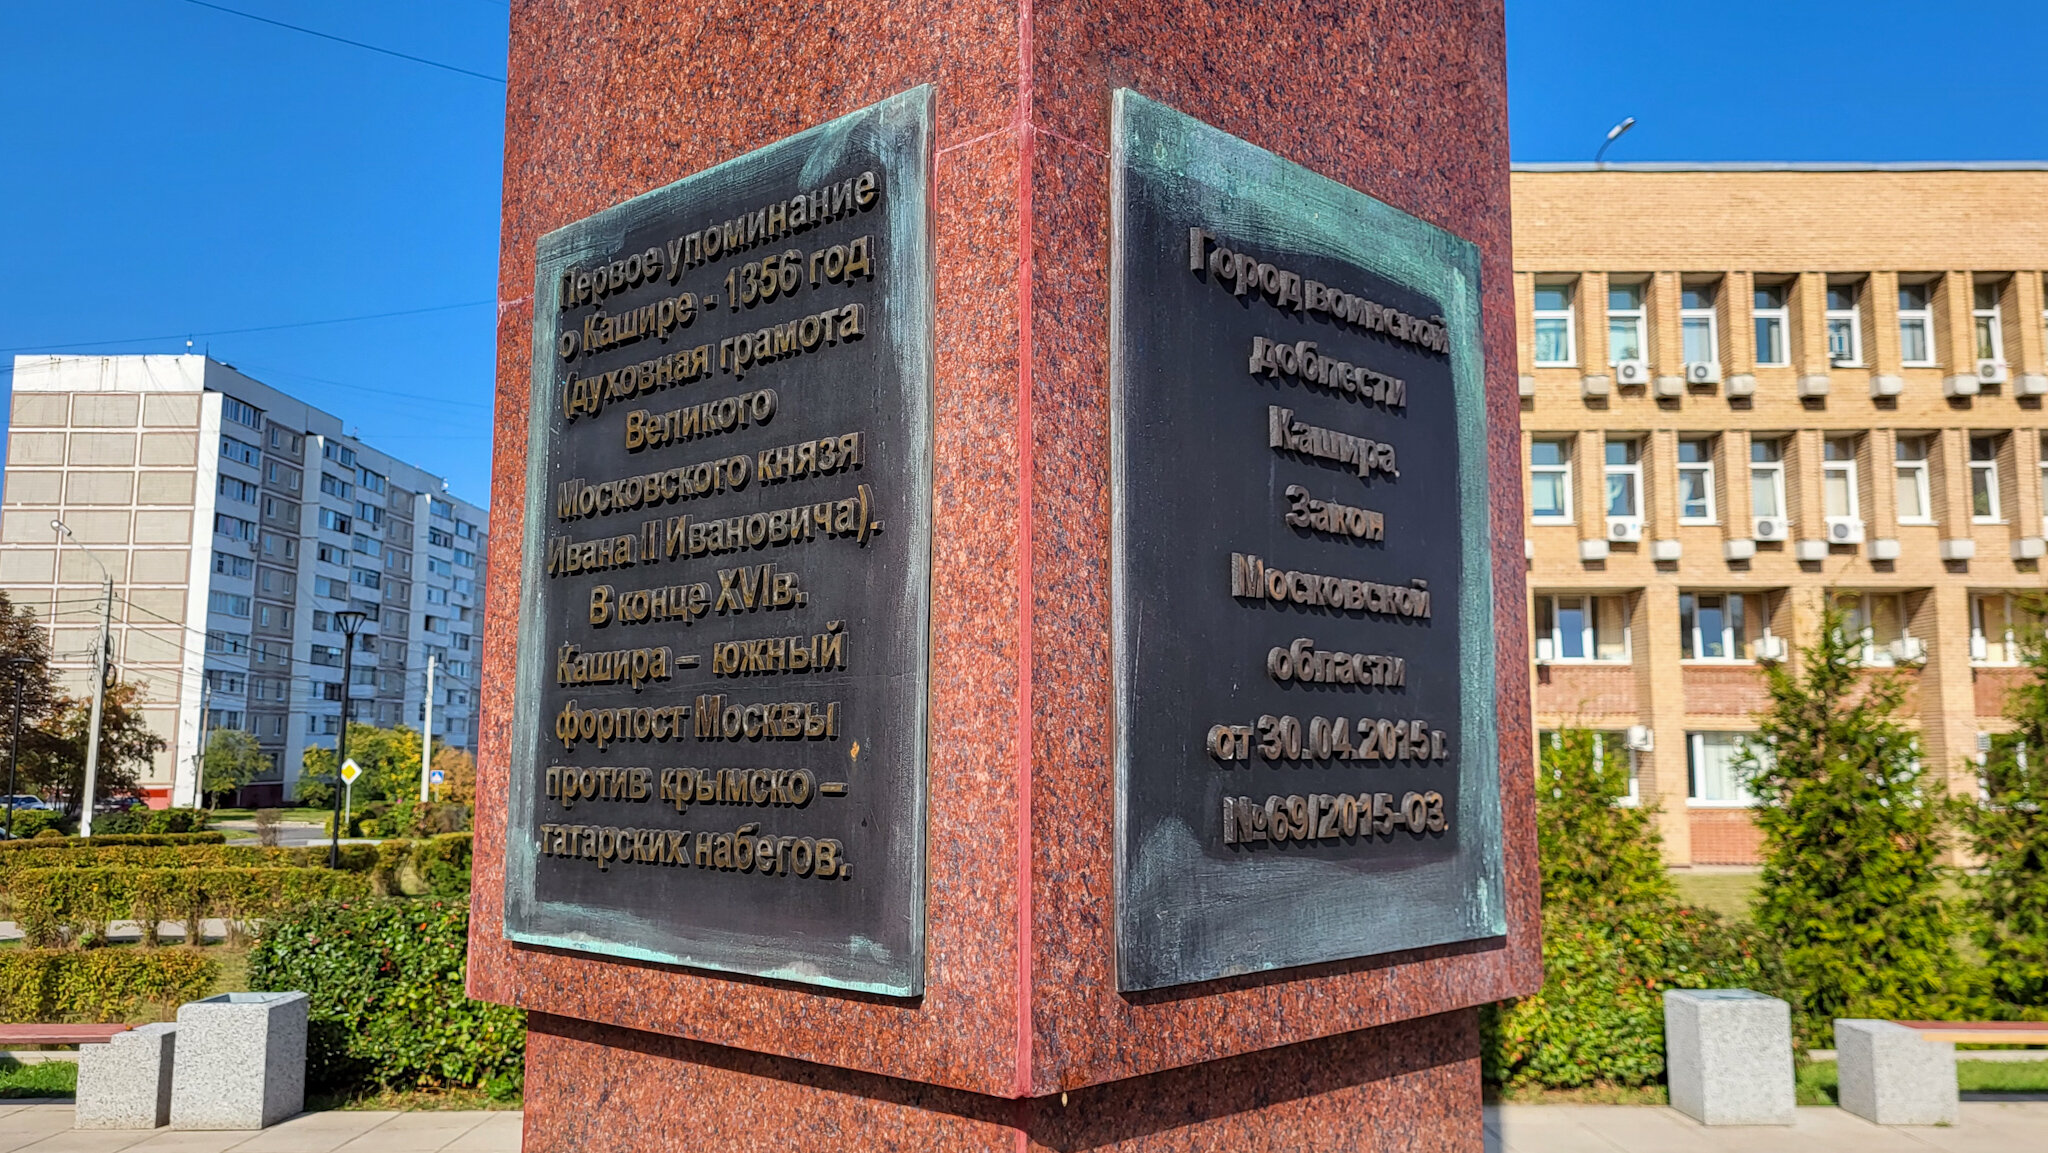 Первое упоминание
о Кашире - 1356 год
(духовная грамота
Великого
Московского князя
Ивана II Ивановича).
В конце XVIв.
Кашира – южный
форпост Москвы
против крымско –
татарских набегов.
Город воинской
доблести
Кашира.
Закон
Московской
области
от 30.04.2015г.
№69/2015-ОЗ.